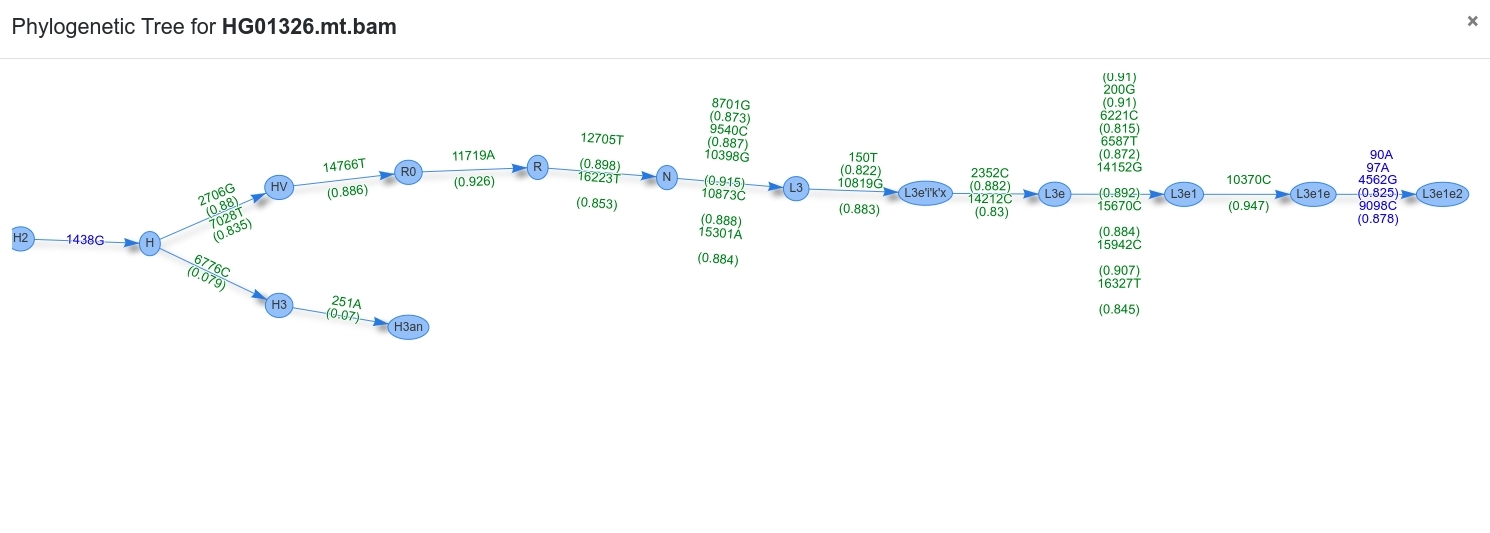 Phylogenetic Tree for HG01326.mt.bam
×
H2
1438G
H
2706G
(0.88)
7028T
(0.835)
HV
14766T
(0.886)
R0
11719A
(0.926)
R
12705T
(0.898)
16223T
(0.853)
N
8701G
(0.873)
9540C
(0.887)
10398G
(0.915)
10873C
(0.888)
15301A
(0.884)
L3
150T
(0.822)
10819G
(0.883)
L3e'i'k'x
2352C
(0.882)
14212C
(0.83)
L3e
(0.91)
200G
(0.91)
6221C
(0.815)
6587T
(0.872)
14152G
(0.892)
15670C
(0.884)
15942C
(0.907)
16327T
(0.845)
L3e1
10370C
(0.947)
L3e1e
90A
97A
4562G
(0.825)
9098C
(0.878)
L3e1e2
6776C
(0.079)
H3
251A
(0.07)
H3an